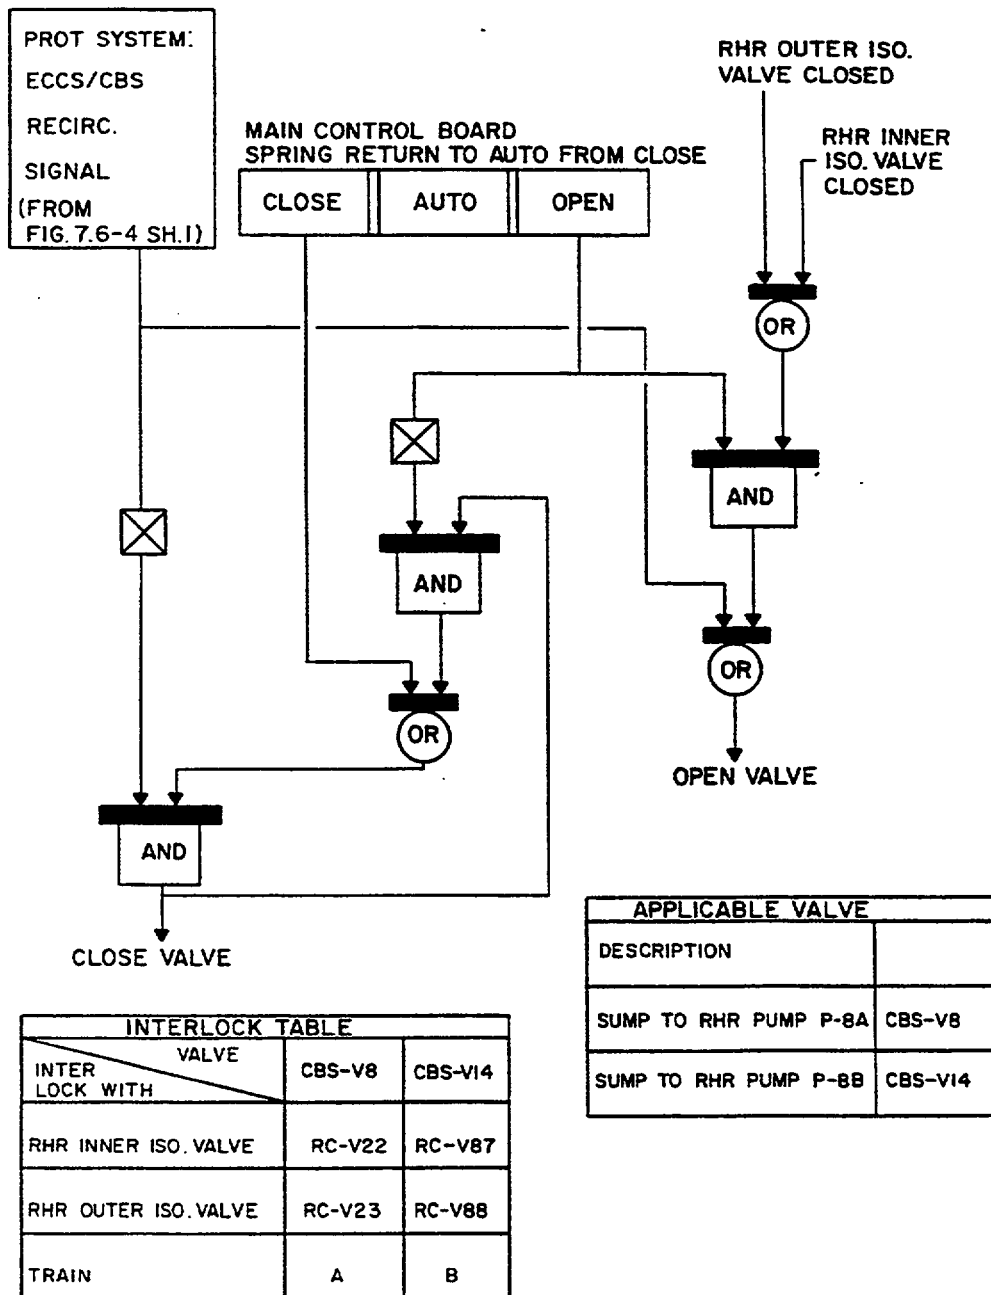 PROT SYSTEM:
ECCS/CBS
RECIRC.
SIGNAL
(FROM
FIG. 7.6-4 SH.1)
MAIN CONTROL BOARD
SPRING RETURN TO AUTO FROM CLOSE
CLOSE AUTO OPEN
RHR OUTER ISO.
VALVE CLOSED
RHR INNER
ISO. VALVE
CLOSED
OR
AND
AND
OR
OR
OPEN VALVE
AND
CLOSE VALVE
APPLICABLE VALVE
DESCRIPTION
SUMP TO RHR PUMP P-8A CBS-V8
SUMP TO RHR PUMP P-8B CBS-V14
INTERLOCK TABLE
VALVE
INTER
LOCK WITH
CBS-V8 CBS-V14
RHR INNER ISO. VALVE RC-V22 RC-V87
RHR OUTER ISO. VALVE RC-V23 RC-V88
TRAIN A B